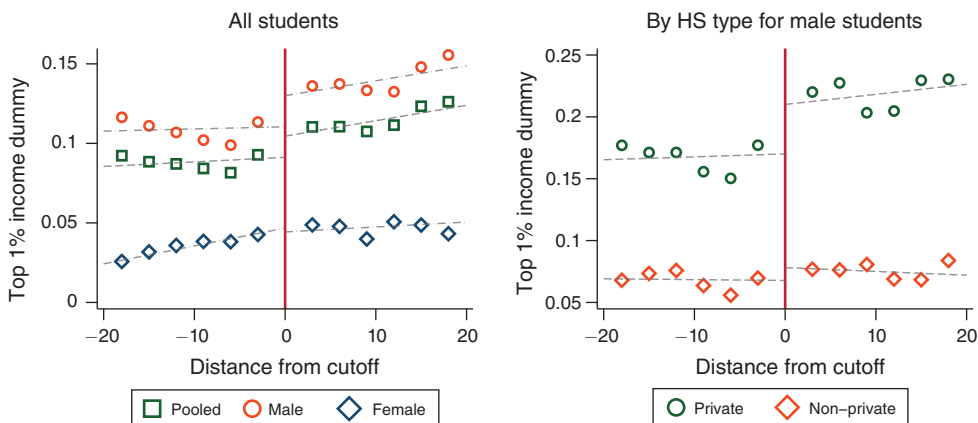 All students
Top 1% income dummy
0.15
0.1
0.05
0
−20
−10
0
10
20
Distance from cutoff
Pooled Male Female
By HS type for male students
Top 1% income dummy
0.25
0.2
0.15
0.1
0.05
−20
−10
0
10
20
Distance from cutoff
Private Non−private